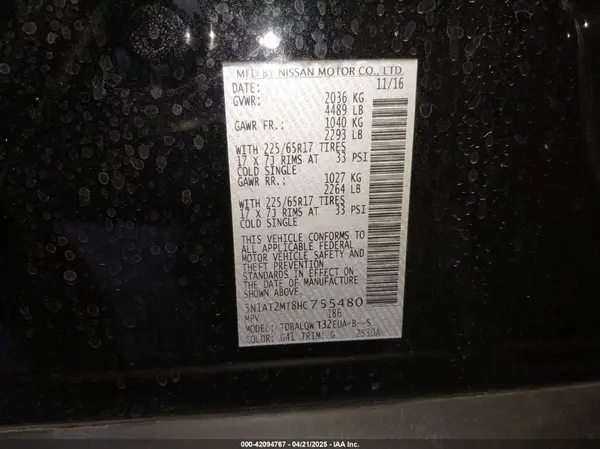 MFD BY NISSAN MOTOR CO., LTD
DATE: 11/16
GVWR: 2036 KG
4489 LB
GAWR FR.: 1040 KG
2293 LB
WITH 225/65R17 TIRES
17 X 7J RIMS AT 33 PSI
COLD SINGLE
GAWR RR.: 1027 KG
2264 LB
WITH 225/65R17 TIRES
17 X 7J RIMS AT 33 PSI
COLD SINGLE
THIS VEHICLE CONFORMS TO
ALL APPLICABLE FEDERAL
MOTOR VEHICLE SAFETY AND
THEFT PREVENTION
STANDARDS IN EFFECT ON
THE DATE OF MANUFACTURE
SHOWN ABOVE.
5N1AT2MT8HC755480
MPV 186
MODEL: TDBALQW T32EUA-B--S
COLOR: G41 TRIM: G 2530A
000-42094767 - 04/21/2025 - IAA Inc.